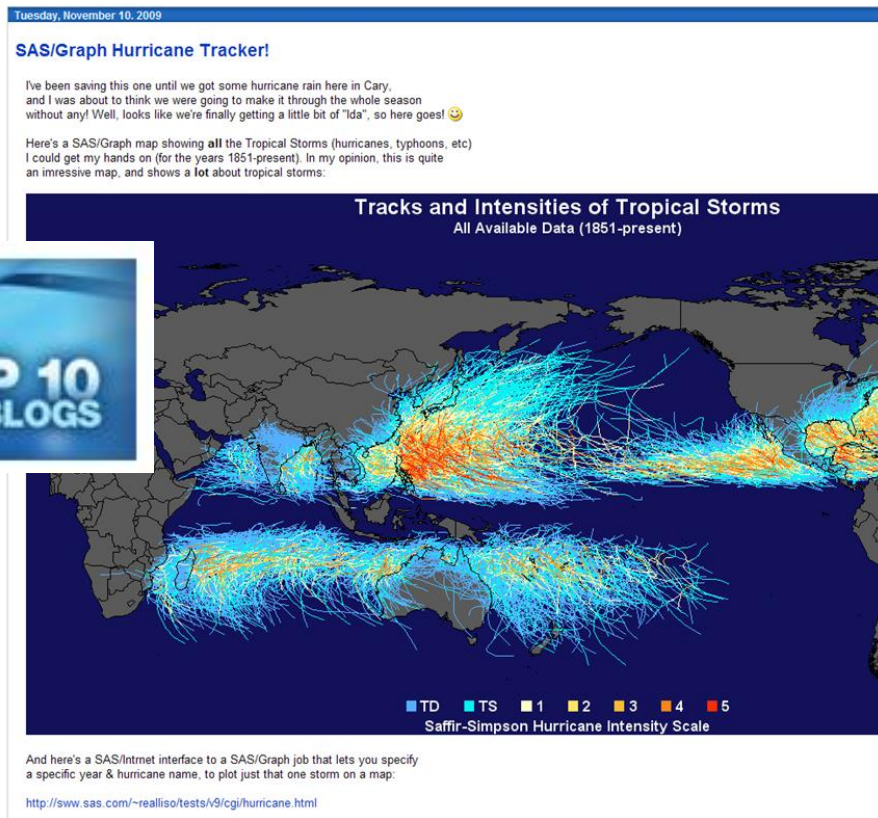 Tuesday, November 10. 2009
SAS/Graph Hurricane Tracker!
I've been saving this one until we got some hurricane rain here in Cary,
and I was about to think we were going to make it through the whole season
without any! Well, looks like we're finally getting a little bit of "Ida", so here goes!
Here's a SAS/Graph map showing all the Tropical Storms (hurricanes, typhoons, etc)
I could get my hands on (for the years 1851-present). In my opinion, this is quite
an imressive map, and shows a lot about tropical storms:
Tracks and Intensities of Tropical Storms
All Available Data (1851-present)
P 10
BLOGS
TD TS 1 2 3 4 5
Saffir-Simpson Hurricane Intensity Scale
And here's a SAS/Intrnet interface to a SAS/Graph job that lets you specify
a specific year & hurricane name, to plot just that one storm on a map:
http://sww.sas.com/~realliso/tests/v9/cgi/hurricane.html